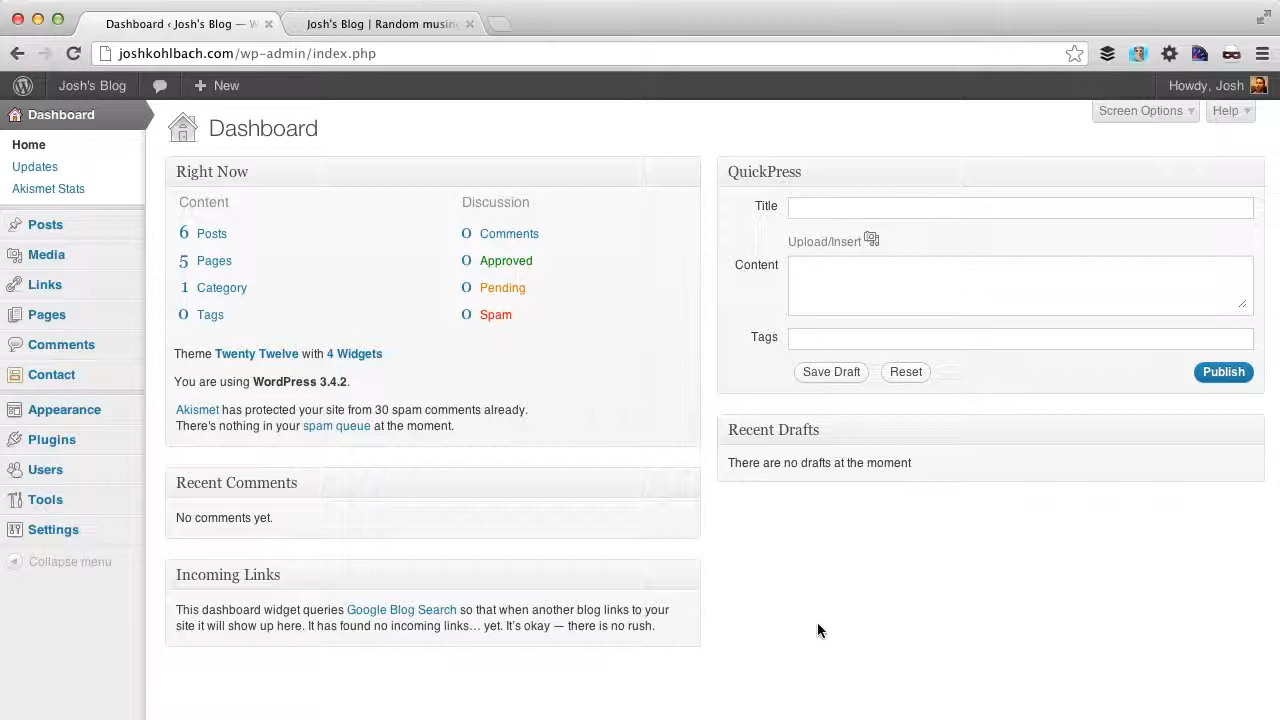 Dashboard ‹ Josh's Blog — W
Josh's Blog | Random musin
joshkohlbach.com/wp-admin/index.php
Josh's Blog
+ New
Howdy, Josh
Dashboard
Home
Updates
Akismet Stats
Posts
Media
Links
Pages
Comments
Contact
Appearance
Plugins
Users
Tools
Settings
Collapse menu
Screen Options
Help
Dashboard
Right Now
Content
Discussion
6 Posts
0 Comments
5 Pages
0 Approved
1 Category
0 Pending
0 Tags
0 Spam
Theme Twenty Twelve with 4 Widgets
You are using WordPress 3.4.2.
Akismet has protected your site from 30 spam comments already.
There's nothing in your spam queue at the moment.
Recent Comments
No comments yet.
Incoming Links
This dashboard widget queries Google Blog Search so that when another blog links to your
site it will show up here. It has found no incoming links… yet. It's okay — there is no rush.
QuickPress
Title
Upload/Insert
Content
Tags
Save Draft
Reset
Publish
Recent Drafts
There are no drafts at the moment